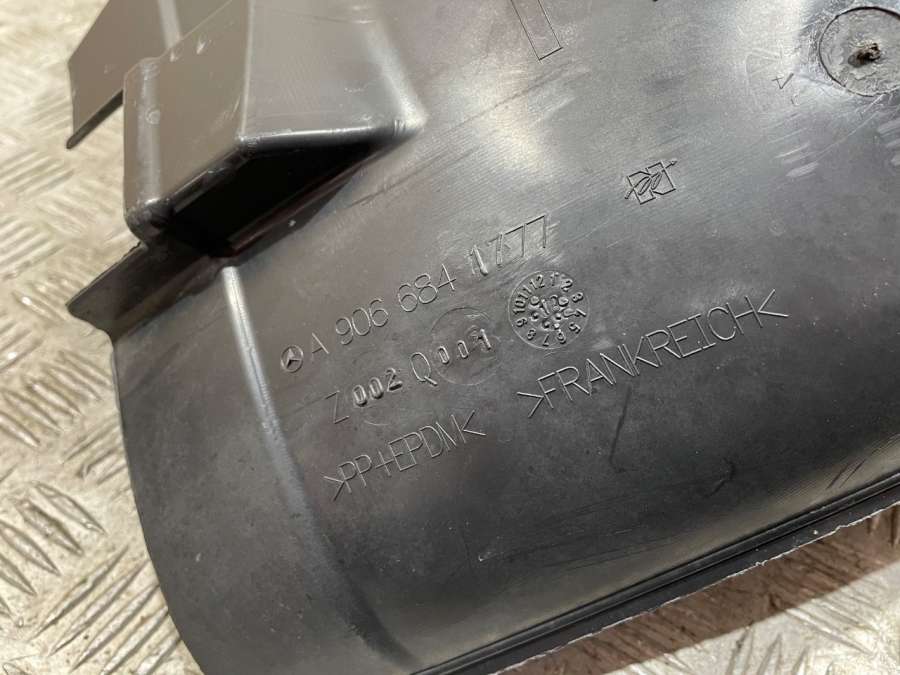 A 906 684 1777
Z 002 Q 001
>PP+EPDM<
>FRANKREICH<